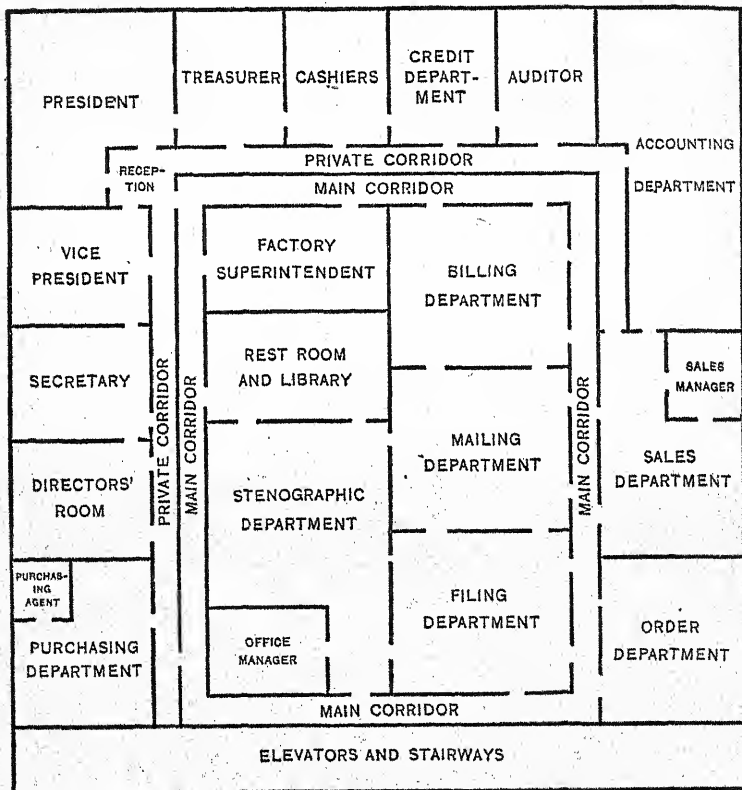 PRESIDENT
TREASURER
CASHIERS
CREDIT
DEPART-
MENT
AUDITOR
ACCOUNTING
DEPARTMENT
PRIVATE CORRIDOR
RECEP-
TION
MAIN CORRIDOR
VICE
PRESIDENT
FACTORY
SUPERINTENDENT
BILLING
DEPARTMENT
SECRETARY
PRIVATE CORRIDOR
MAIN CORRIDOR
REST ROOM
AND LIBRARY
MAILING
DEPARTMENT
MAIN CORRIDOR
SALES
MANAGER
SALES
DEPARTMENT
DIRECTORS'
ROOM
STENOGRAPHIC
DEPARTMENT
PURCHAS-
ING
AGENT
PURCHASING
DEPARTMENT
OFFICE
MANAGER
FILING
DEPARTMENT
ORDER
DEPARTMENT
MAIN CORRIDOR
ELEVATORS AND STAIRWAYS